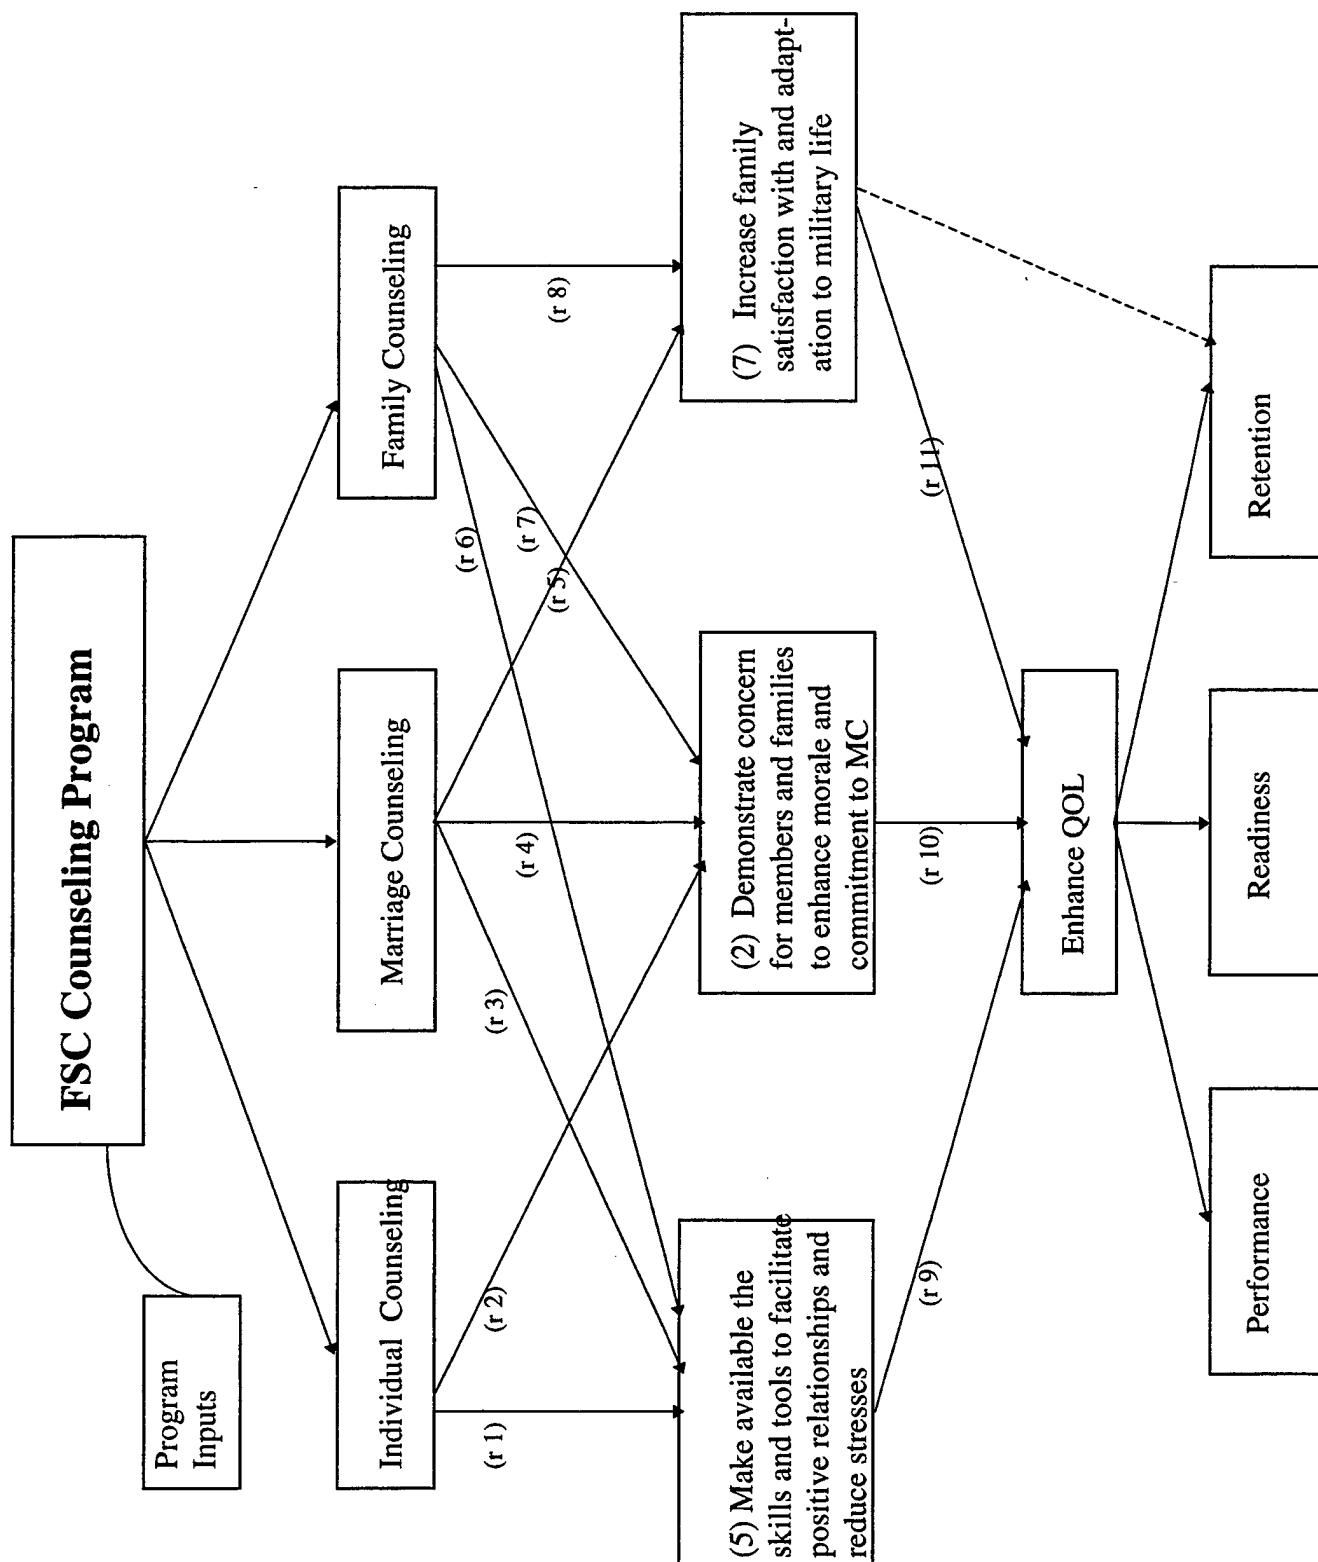 FSC Counseling Program
Program
Inputs
Individual Counseling
Marriage Counseling
Family Counseling
(r 1)
(r 2)
(r 3)
(r 4)
(r 5)
(r 6)
(r 7)
(r 8)
(5) Make available the
skills and tools to facilitate
positive relationships and
reduce stresses
(2) Demonstrate concern
for members and families
to enhance morale and
commitment to MC
(7) Increase family
satisfaction with and adapt-
ation to military life
(r 9)
(r 10)
(r 11)
Enhance QOL
Performance
Readiness
Retention